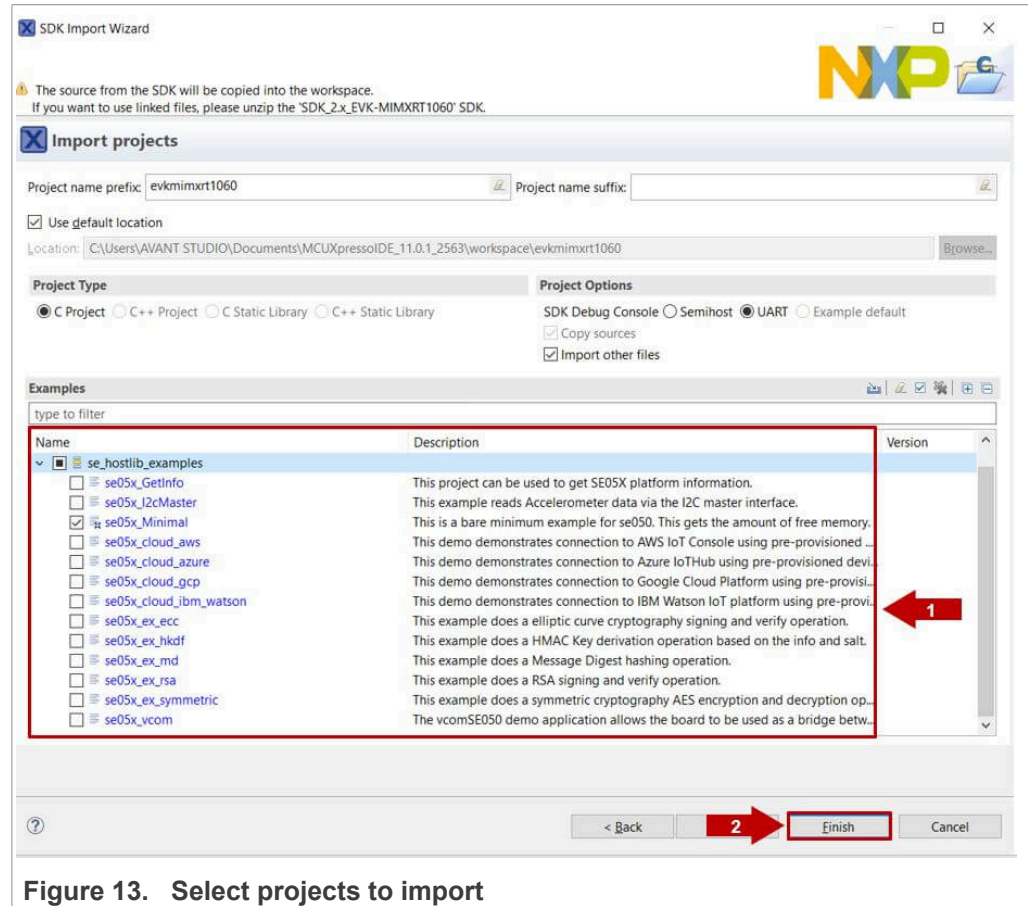 SDK Import Wizard
NXP
The source from the SDK will be copied into the workspace.
If you want to use linked files, please unzip the 'SDK_2.x_EVK-MIMXRT1060' SDK.
Import projects
Project name prefix: evkmimxrt1060 Project name suffix:
Use default location
Location: C:\Users\AVANT STUDIO\Documents\MCUXpressoIDE_11.0.1_2563\workspace\evkmimxrt1060 Browse...
Project Type Project Options
C Project C++ Project C Static Library C++ Static Library SDK Debug Console Semihost UART Example default
Copy sources
Import other files
Examples
type to filter
Name Description Version
se_hostlib_examples
se05x_GetInfo This project can be used to get SE05X platform information.
se05x_I2cMaster This example reads Accelerometer data via the I2C master interface.
se05x_Minimal This is a bare minimum example for se050. This gets the amount of free memory.
se05x_cloud_aws This demo demonstrates connection to AWS IoT Console using pre-provisioned ...
se05x_cloud_azure This demo demonstrates connection to Azure IoTHub using pre-provisioned devi...
se05x_cloud_gcp This demo demonstrates connection to Google Cloud Platform using pre-provisi...
se05x_cloud_ibm_watson This demo demonstrates connection to IBM Watson IoT platform using pre-provi...
1
se05x_ex_ecc This example does a elliptic curve cryptography signing and verify operation.
se05x_ex_hkdf This example does a HMAC Key derivation operation based on the info and salt.
se05x_ex_md This example does a Message Digest hashing operation.
se05x_ex_rsa This example does a RSA signing and verify operation.
se05x_ex_symmetric This example does a symmetric cryptography AES encryption and decryption op...
se05x_vcom The vcomSE050 demo application allows the board to be used as a bridge betw...
< Back 2 Finish Cancel
Figure 13. Select projects to import